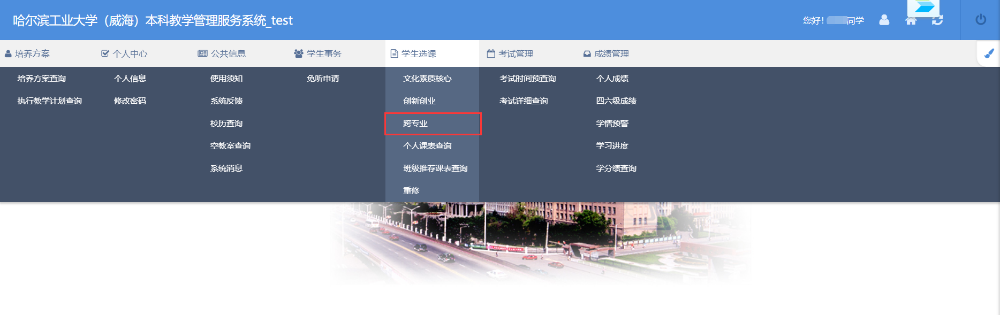 哈尔滨工业大学（威海）本科教学管理服务系统_test
您好! 同学
培养方案
个人中心
公共信息
学生事务
学生选课
考试管理
成绩管理
培养方案查询
执行教学计划查询
个人信息
修改密码
使用须知
系统反馈
校历查询
空教室查询
系统消息
免听申请
文化素质核心
创新创业
跨专业
个人课表查询
班级推荐课表查询
重修
考试时间预查询
考试详细查询
个人成绩
四六级成绩
学情预警
学习进度
学分绩查询